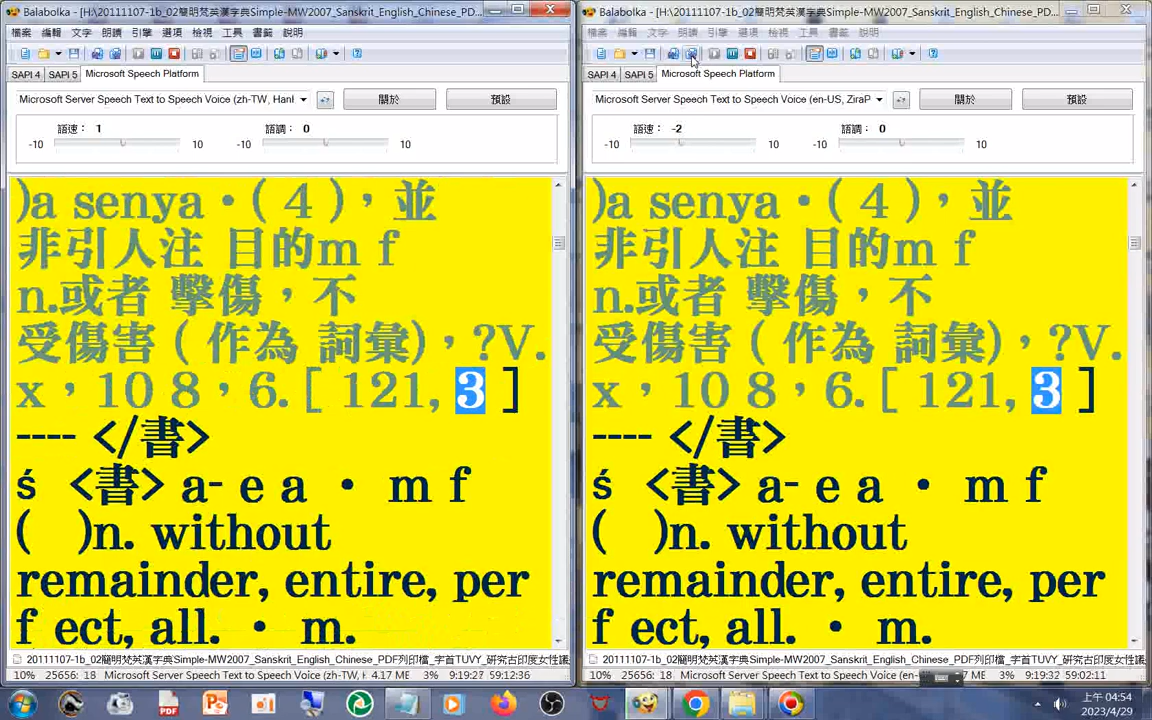 Balabolka - [H:\20111107-1b_02簡明梵英漢字典Simple-MW2007_Sanskrit_English_Chinese_PD...
檔案 編輯 文字 朗讀 引擎 選項 檢視 工具 書籤 說明
SAPI 4 SAPI 5 Microsoft Speech Platform
Microsoft Server Speech Text to Speech Voice (zh-TW, Hanl
關於 預設
語速： 1 語調： 0
-10 10 -10 10
)a senya・( 4 )，並
非引人注 目的m f
n.或者 擊傷，不
受傷害 ( 作為 詞彙)，?V.
x，10 8，6. [ 121, 3 ]
---- </書>
ś <書> a- e a ・ m f
( )n. without
remainder, entire, per
f ect, all. ・ m.
20111107-1b_02簡明梵英漢字典Simple-MW2007_Sanskrit_English_Chinese_PDF列印檔_字首TUVY_研究古印度女性議
10% 25656: 18 Microsoft Server Speech Text to Speech Voice (zh-TW, 4.17 MB 3% 9:19:27 59:12:36
Balabolka - [H:\20111107-1b_02簡明梵英漢字典Simple-MW2007_Sanskrit_English_Chinese_PD...
檔案 編輯 文字 朗讀 引擎 選項 檢視 工具 書籤 說明
SAPI 4 SAPI 5 Microsoft Speech Platform
Microsoft Server Speech Text to Speech Voice (en-US, ZiraP
關於 預設
語速： -2 語調： 0
-10 10 -10 10
)a senya・( 4 )，並
非引人注 目的m f
n.或者 擊傷，不
受傷害 ( 作為 詞彙)，?V.
x，10 8，6. [ 121, 3 ]
---- </書>
ś <書> a- e a ・ m f
( )n. without
remainder, entire, per
f ect, all. ・ m.
20111107-1b_02簡明梵英漢字典Simple-MW2007_Sanskrit_English_Chinese_PDF列印檔_字首TUVY_研究古印度女性議
10% 25656: 18 Microsoft Server Speech Text to Speech Voice (en- MB 3% 9:19:32 59:02:11
PDF
上午 04:54
2023/4/29